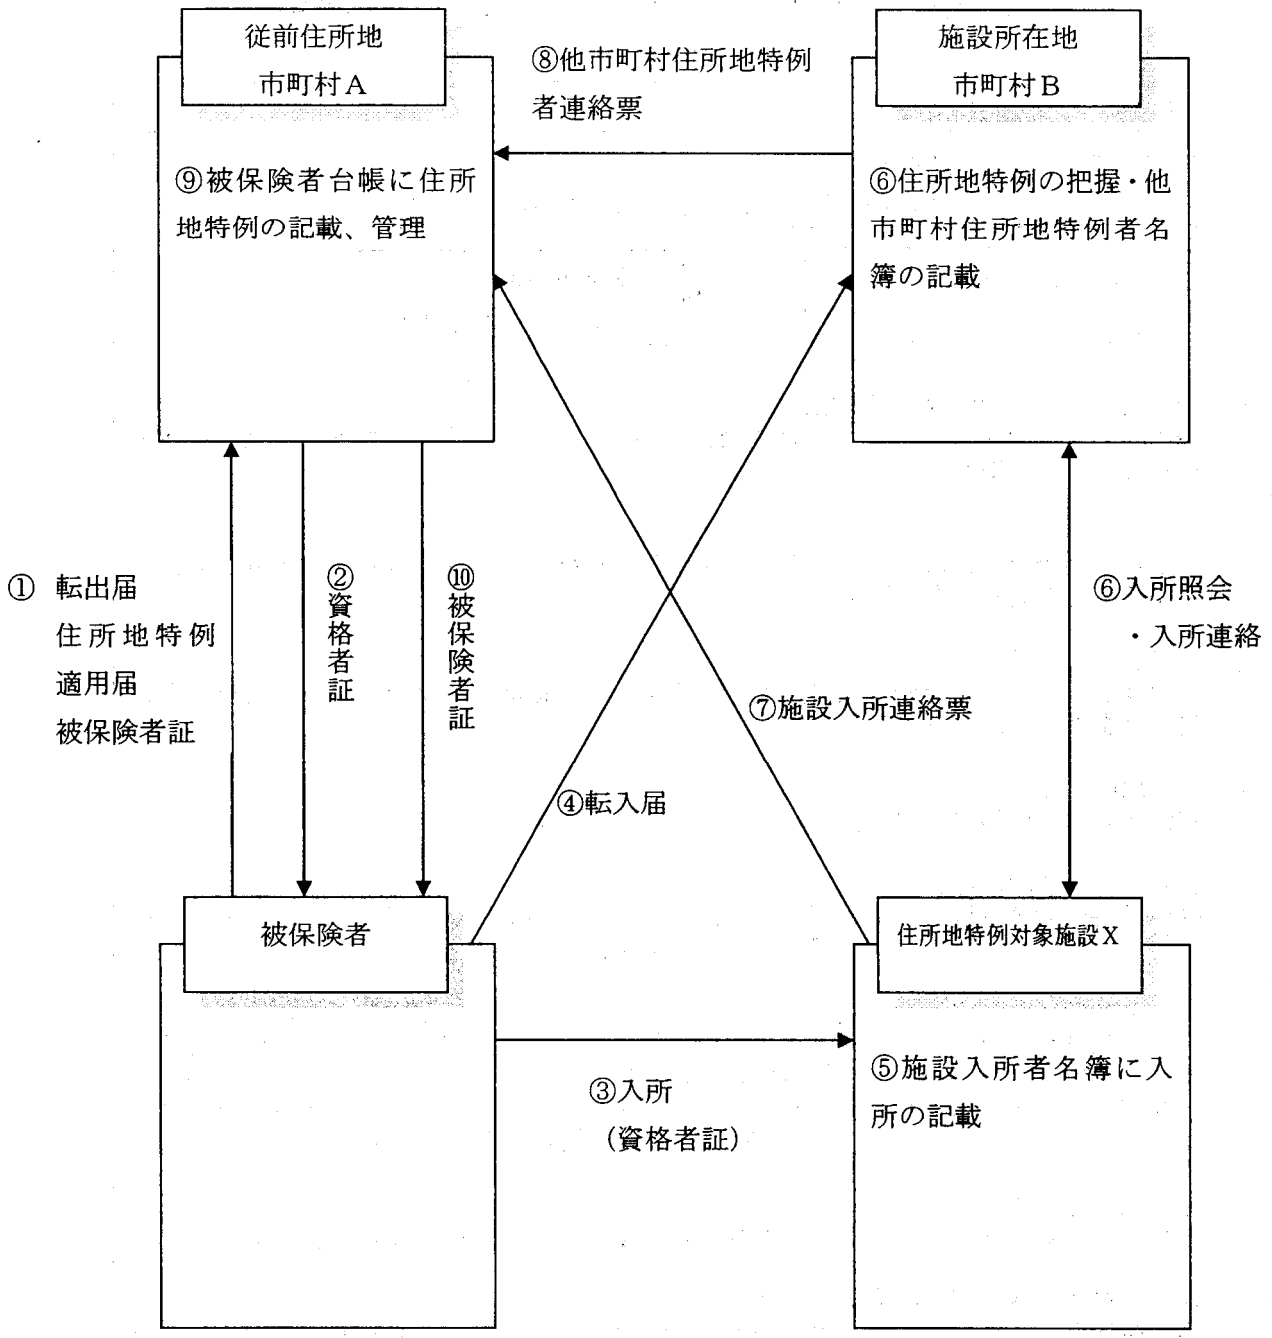 従前住所地
市町村A
施設所在地
市町村B
⑧他市町村住所地特例
者連絡票
⑨被保険者台帳に住所
地特例の記載、管理
⑥住所地特例の把握・他
市町村住所地特例者名
簿の記載
① 転出届
住所地特例
適用届
被保険者証
②資格者証
⑩被保険者証
⑥入所照会
・入所連絡
⑦施設入所連絡票
④転入届
被保険者
住所地特例対象施設X
③入所
（資格者証）
⑤施設入所者名簿に入
所の記載